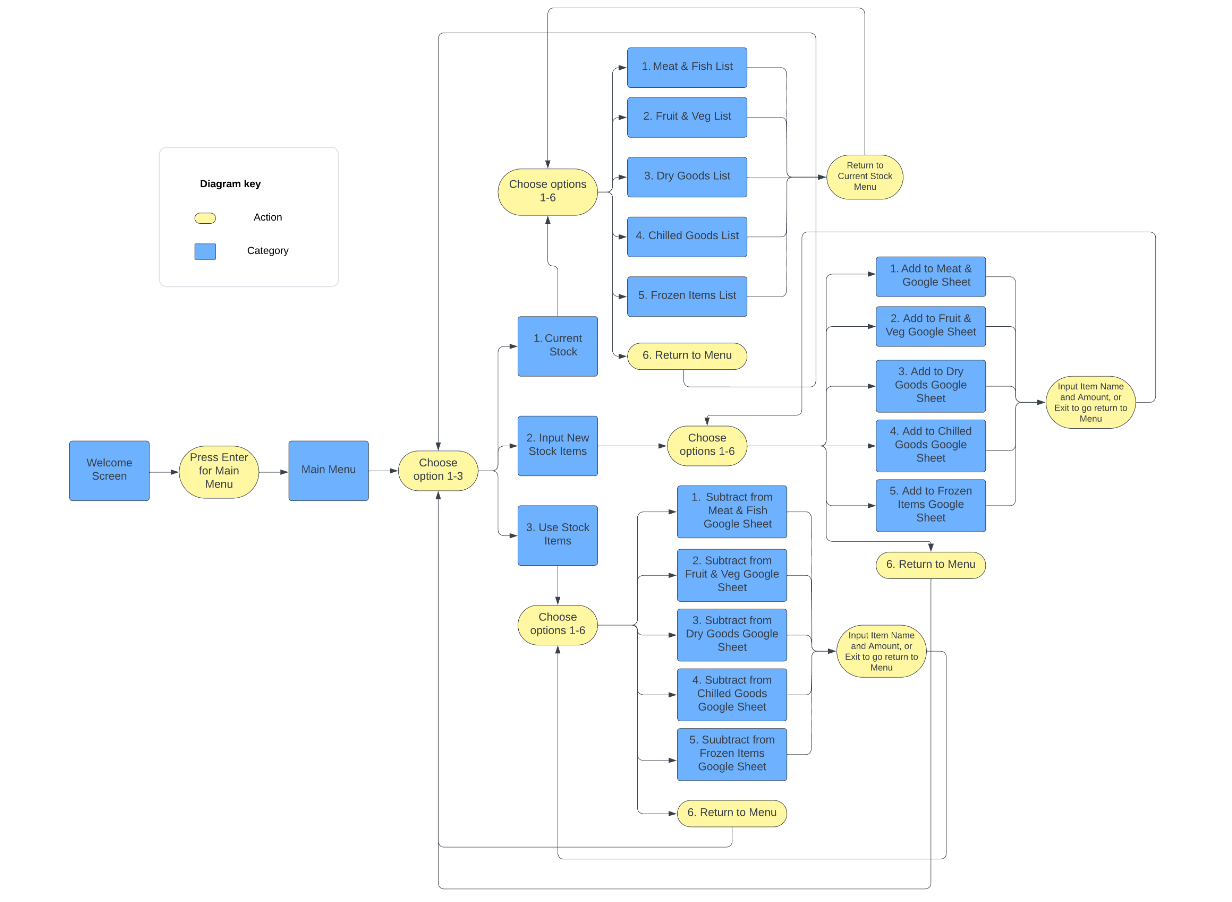 Diagram key
Action
Category
Welcome
Screen
Press Enter
for Main
Menu
Main Menu
Choose
option 1-3
1. Current
Stock
2. Input New
Stock Items
3. Use Stock
Items
Choose options
1-6
1. Meat & Fish List
2. Fruit & Veg List
3. Dry Goods List
4. Chilled Goods List
5. Frozen Items List
6. Return to Menu
Return to
Current Stock
Menu
Choose
options 1-6
1. Add to Meat &
Google Sheet
2. Add to Fruit &
Veg Google Sheet
3. Add to Dry
Goods Google
Sheet
4. Add to Chilled
Goods Google
Sheet
5. Add to Frozen
Items Google
Sheet
6. Return to Menu
Input Item Name
and Amount, or
Exit to go return to
Menu
Choose
options 1-6
1. Subtract from
Meat & Fish
Google Sheet
2. Subtract from
Fruit & Veg Google
Sheet
3. Subtract from
Dry Goods Google
Sheet
4. Subtract from
Chilled Goods
Google Sheet
5. Suubtract from
Frozen Items
Google Sheet
6. Return to Menu
Input Item Name
and Amount, or
Exit to go return to
Menu